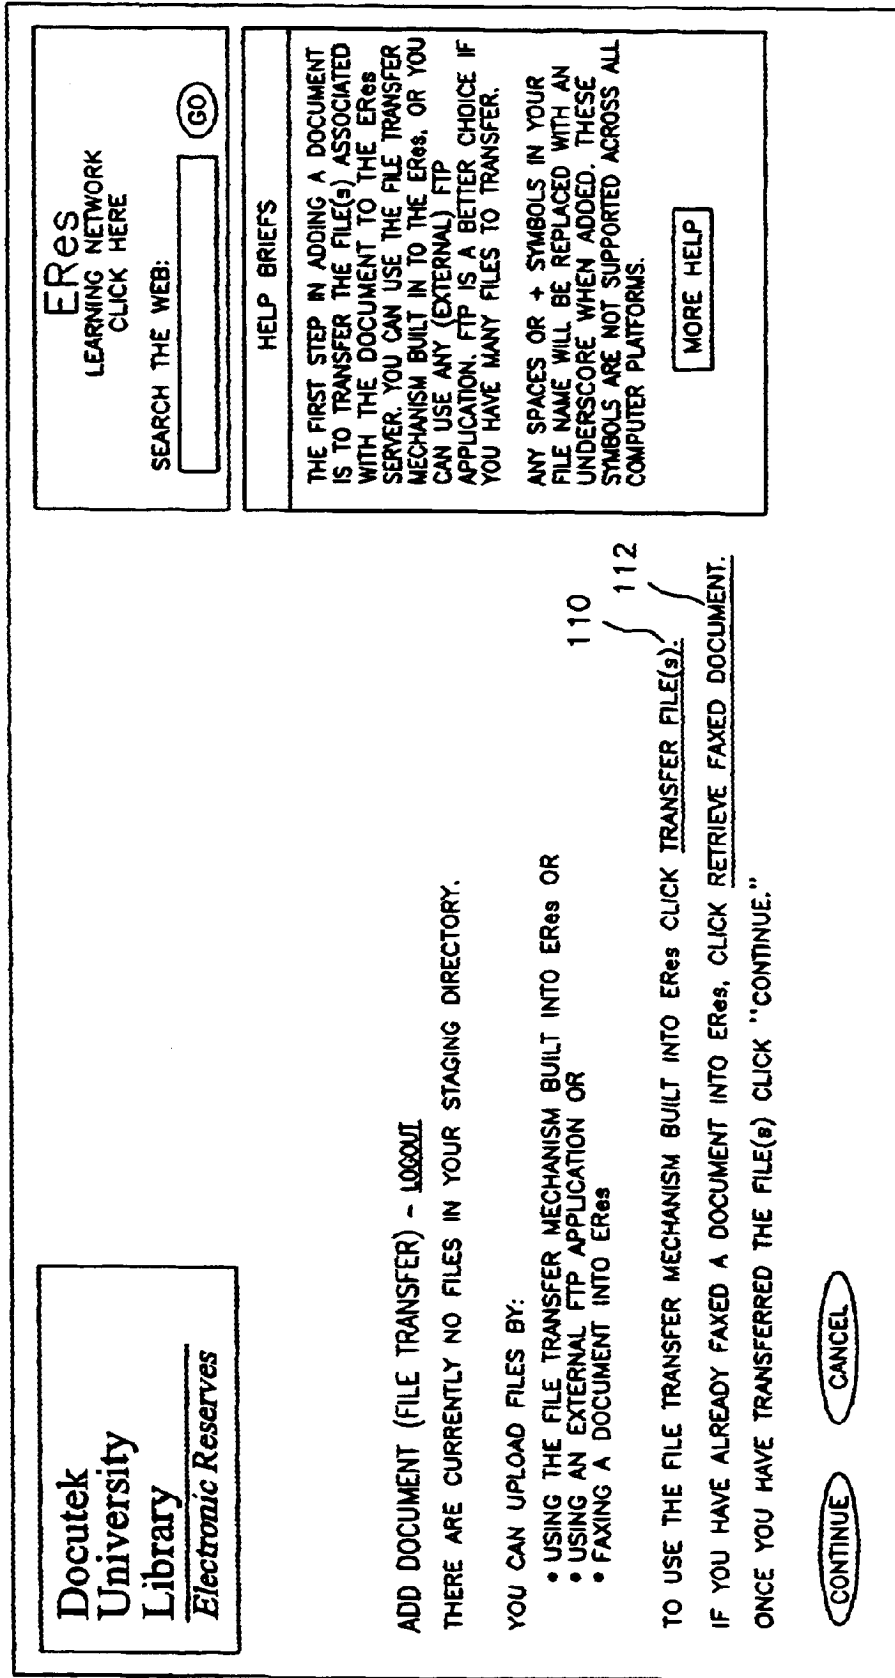 Docutek
University
Library
Electronic Reserves
ERes
LEARNING NETWORK
CLICK HERE
SEARCH THE WEB:
GO
ADD DOCUMENT (FILE TRANSFER) – LOGOUT
THERE ARE CURRENTLY NO FILES IN YOUR STAGING DIRECTORY.
YOU CAN UPLOAD FILES BY:
• USING THE FILE TRANSFER MECHANISM BUILT INTO ERes OR
• USING AN EXTERNAL FTP APPLICATION OR
• FAXING A DOCUMENT INTO ERes
TO USE THE FILE TRANSFER MECHANISM BUILT INTO ERes CLICK TRANSFER FILE(s).
IF YOU HAVE ALREADY FAXED A DOCUMENT INTO ERes, CLICK RETRIEVE FAXED DOCUMENT.
ONCE YOU HAVE TRANSFERRED THE FILE(s) CLICK "CONTINUE."
CONTINUE
CANCEL
110
112
HELP BRIEFS
THE FIRST STEP IN ADDING A DOCUMENT
IS TO TRANSFER THE FILE(s) ASSOCIATED
WITH THE DOCUMENT TO THE ERes
SERVER. YOU CAN USE THE FILE TRANSFER
MECHANISM BUILT IN TO THE ERes, OR YOU
CAN USE ANY (EXTERNAL) FTP
APPLICATION. FTP IS A BETTER CHOICE IF
YOU HAVE MANY FILES TO TRANSFER.
ANY SPACES OR + SYMBOLS IN YOUR
FILE NAME WILL BE REPLACED WITH AN
UNDERSCORE WHEN ADDED. THESE
SYMBOLS ARE NOT SUPPORTED ACROSS ALL
COMPUTER PLATFORMS.
MORE HELP